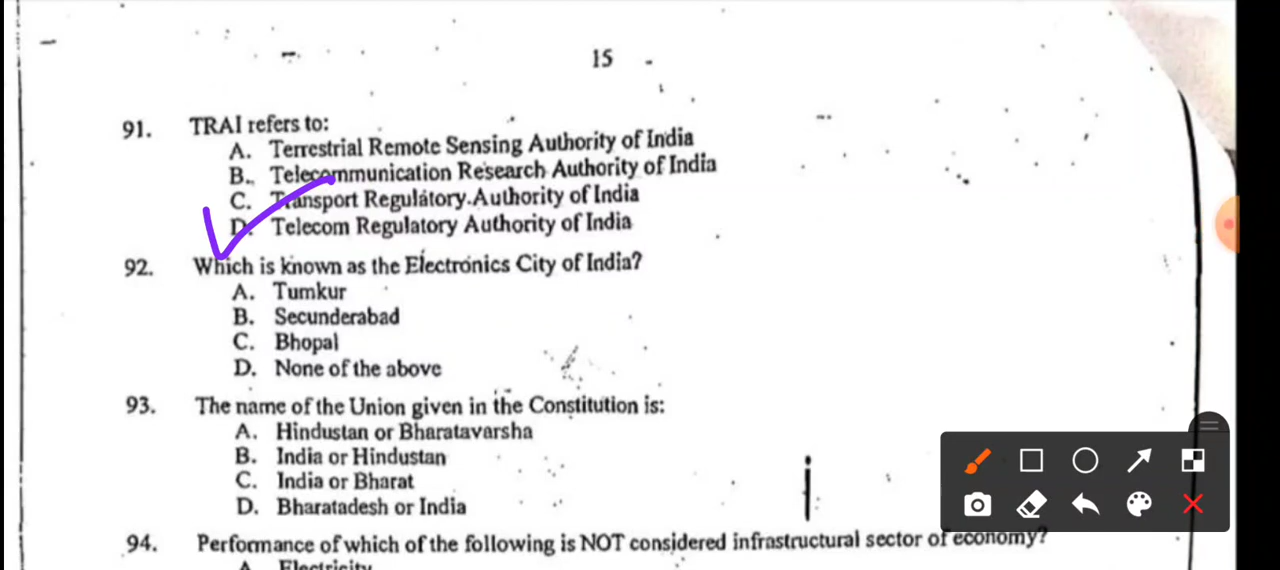 15
91. TRAI refers to:
A. Terrestrial Remote Sensing Authority of India
B. Telecommunication Research Authority of India
C. Transport Regulatory Authority of India
D. Telecom Regulatory Authority of India
92. Which is known as the Electronics City of India?
A. Tumkur
B. Secunderabad
C. Bhopal
D. None of the above
93. The name of the Union given in the Constitution is:
A. Hindustan or Bharatavarsha
B. India or Hindustan
C. India or Bharat
D. Bharatadesh or India
94. Performance of which of the following is NOT considered infrastructural sector of economy?
A. Electricity